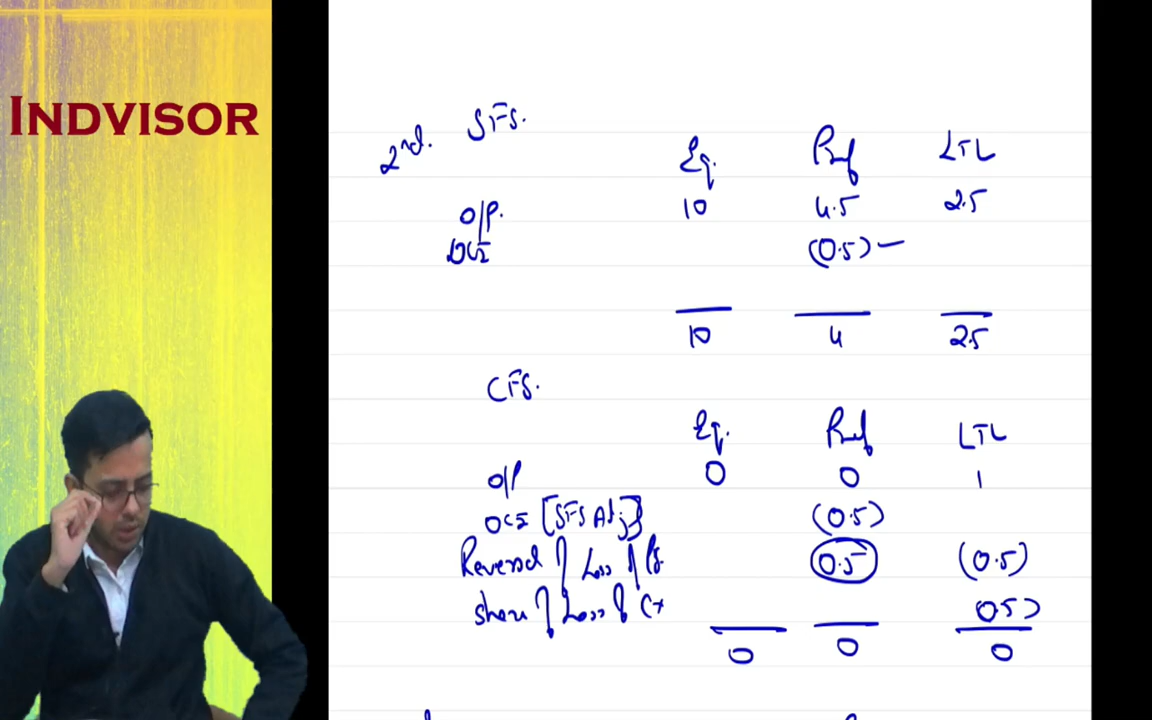 INDVISOR
2nd. SFS.
Eq. Pref LTL
O/P. 10 4.5 2.5
OCI (0.5) —
10 4 2.5
CFS.
Eq. Pref LTL
O/P 0 0 1
OCI [SFS Adj]
(0.5)
Reversal of Loss of 0.5 (0.5)
Share of Loss of 0.5)
0 0 0